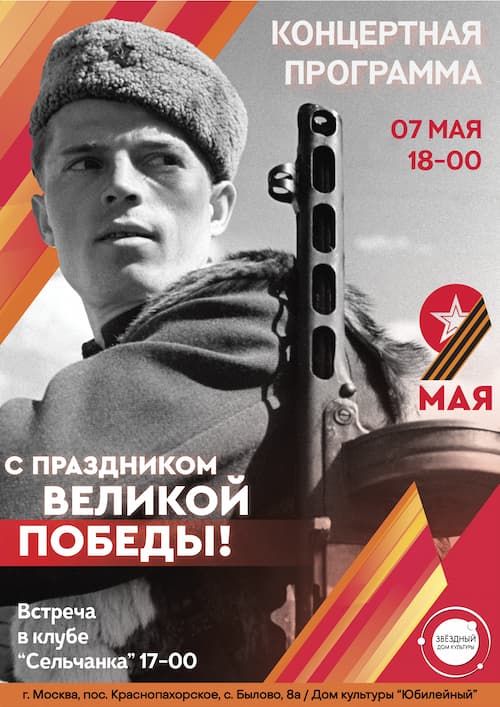 КОНЦЕРТНАЯ
ПРОГРАММА
07 МАЯ
18-00
9
МАЯ
С ПРАЗДНИКОМ
ВЕЛИКОЙ
ПОБЕДЫ!
Встреча
в клубе
“Сельчанка” 17-00
ЗВЁЗДНЫЙ
ДОМ КУЛЬТУРЫ
г. Москва, пос. Краснопахорское, с. Былово, 8а / Дом культуры “Юбилейный”